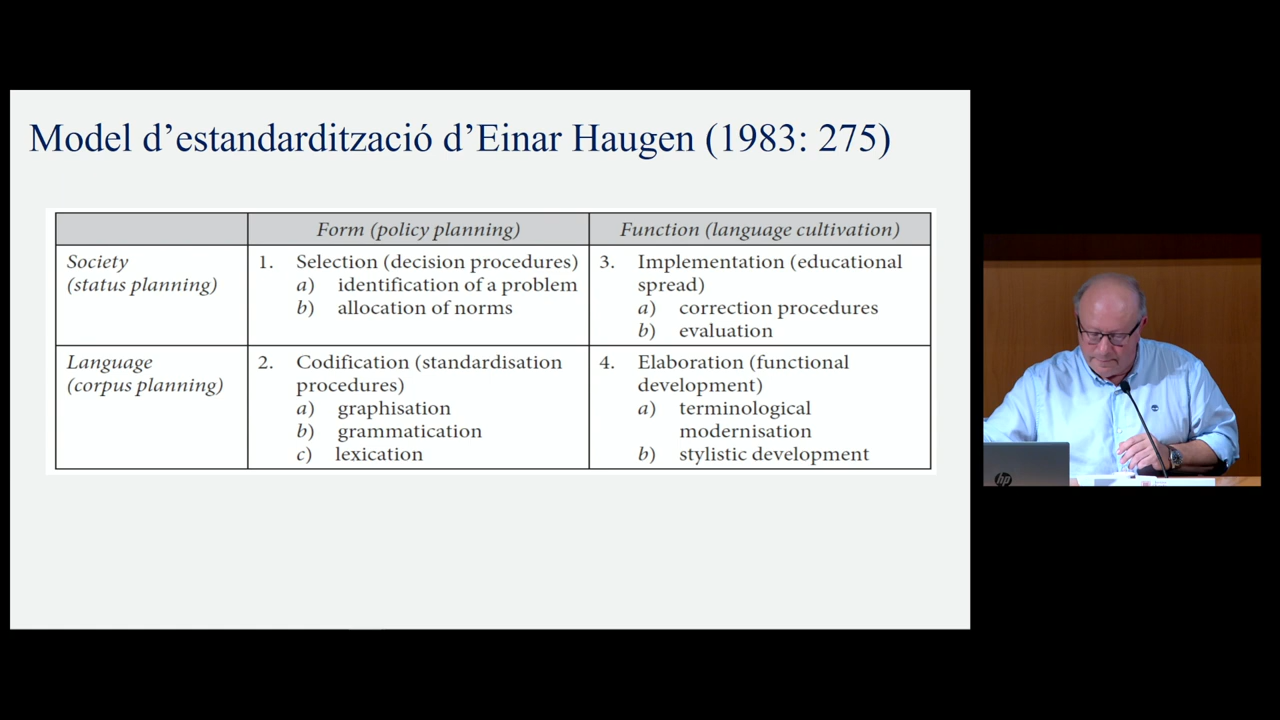 Model d’estandardització d’Einar Haugen (1983: 275)
Form (policy planning)
Function (language cultivation)
Society
(status planning)
1. Selection (decision procedures)
a) identification of a problem
b) allocation of norms
3. Implementation (educational
spread)
a) correction procedures
b) evaluation
Language
(corpus planning)
2. Codification (standardisation
procedures)
a) graphisation
b) grammatication
c) lexication
4. Elaboration (functional
development)
a) terminological
modernisation
b) stylistic development
hp